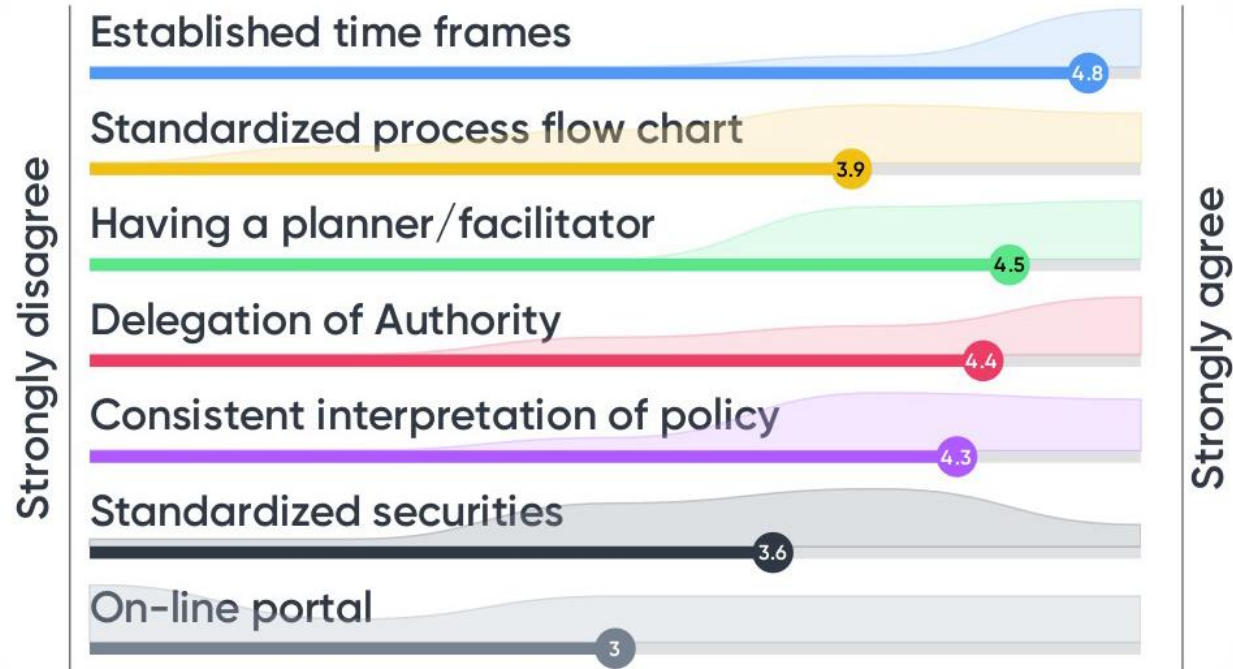 Strongly disagree
Established time frames
4.8
Standardized process flow chart
3.9
Having a planner/facilitator
4.5
Delegation of Authority
4.4
Consistent interpretation of policy
4.3
Standardized securities
3.6
On-line portal
3
Strongly agree